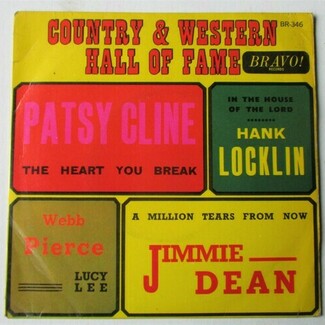 BR-346
COUNTRY & WESTERN
HALL OF FAME
BRAVO!
RECORDS
PATSY CLINE
THE HEART YOU BREAK
IN THE HOUSE
OF THE LORD
HANK
LOCKLIN
Webb
Pierce
LUCY
LEE
A MILLION TEARS FROM NOW
JIMMIE
DEAN